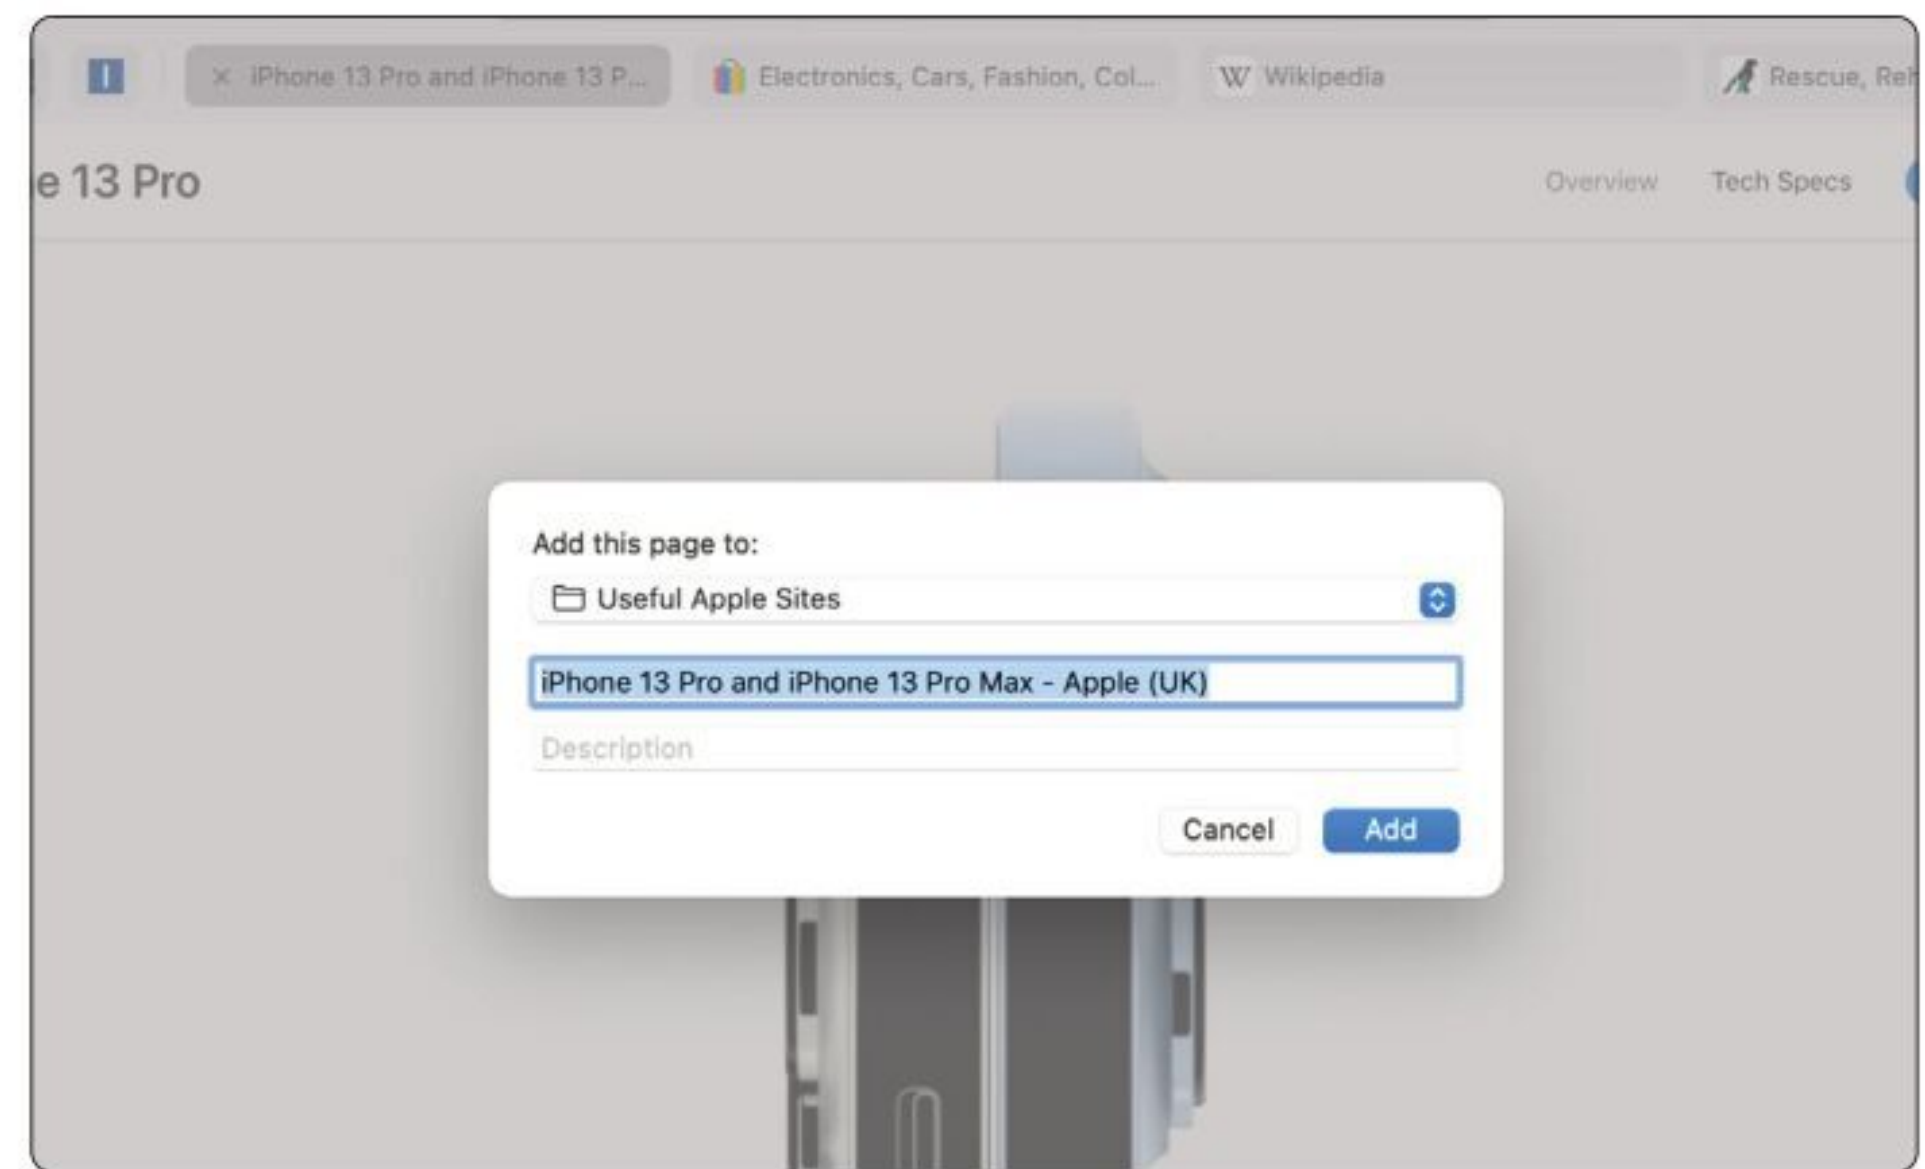 iPhone 13 Pro and iPhone 13 P...
Electronics, Cars, Fashion, Col...
W Wikipedia
Rescue, Reh
e 13 Pro
Overview
Tech Specs
Add this page to:
Useful Apple Sites
iPhone 13 Pro and iPhone 13 Pro Max - Apple (UK)
Description
Cancel
Add